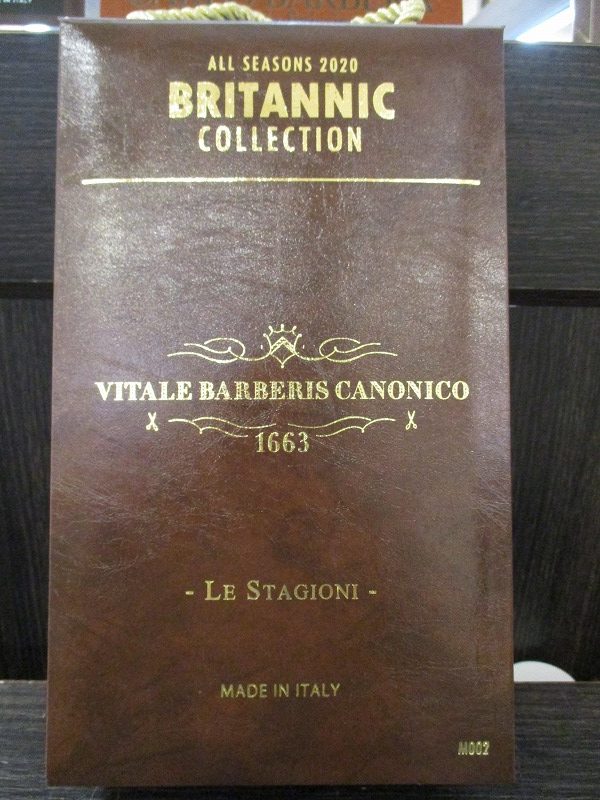 ALL SEASONS 2020
BRITANNIC
COLLECTION
VITALE BARBERIS CANONICO
1663
- LE STAGIONI -
MADE IN ITALY
M002